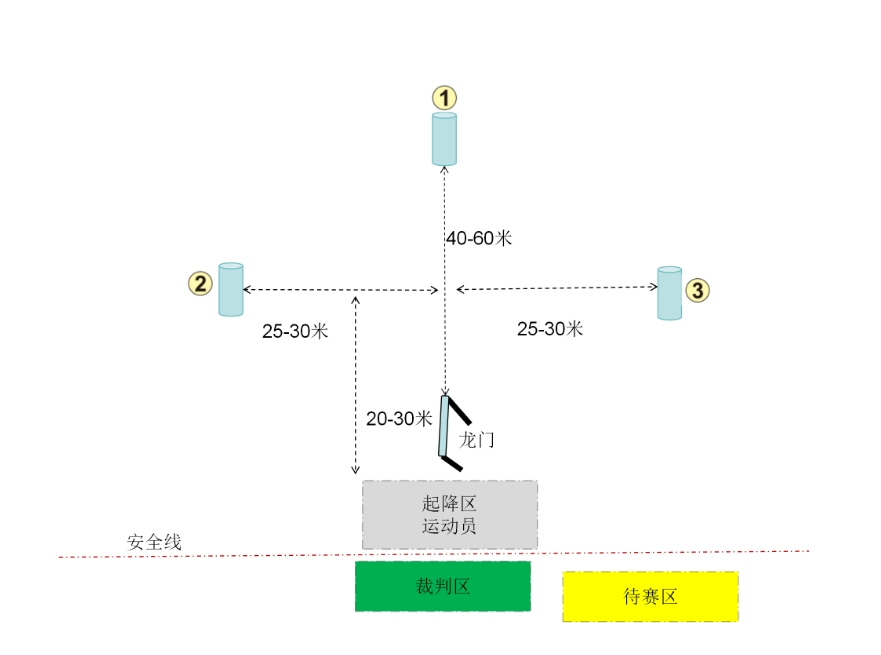 1
40-60米
2
3
25-30米
25-30米
20-30米
龙门
起降区
运动员
安全线
裁判区
待赛区